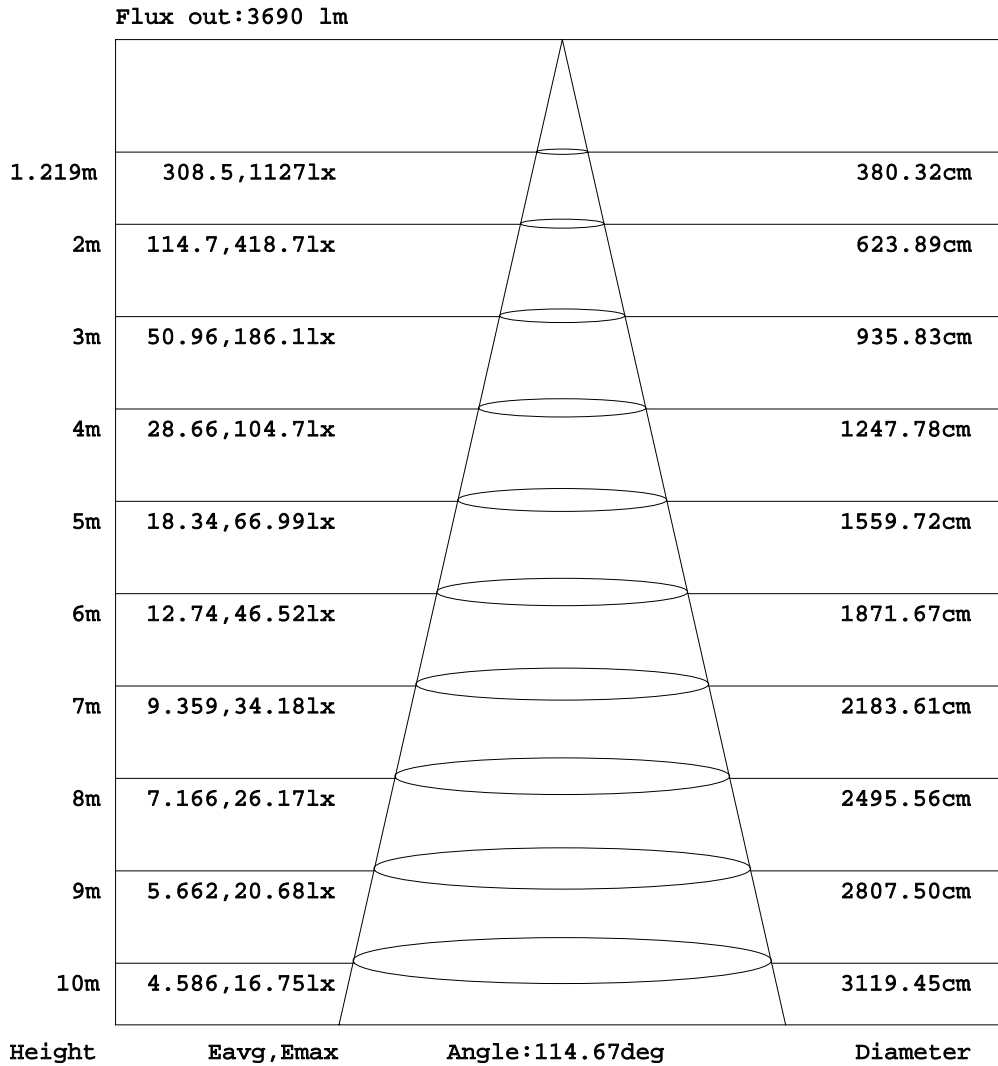 Flux out:3690 lm
1.219m 308.5,1127lx 380.32cm
2m 114.7,418.7lx 623.89cm
3m 50.96,186.1lx 935.83cm
4m 28.66,104.7lx 1247.78cm
5m 18.34,66.99lx 1559.72cm
6m 12.74,46.52lx 1871.67cm
7m 9.359,34.18lx 2183.61cm
8m 7.166,26.17lx 2495.56cm
9m 5.662,20.68lx 2807.50cm
10m 4.586,16.75lx 3119.45cm
Height Eavg,Emax Angle:114.67deg Diameter